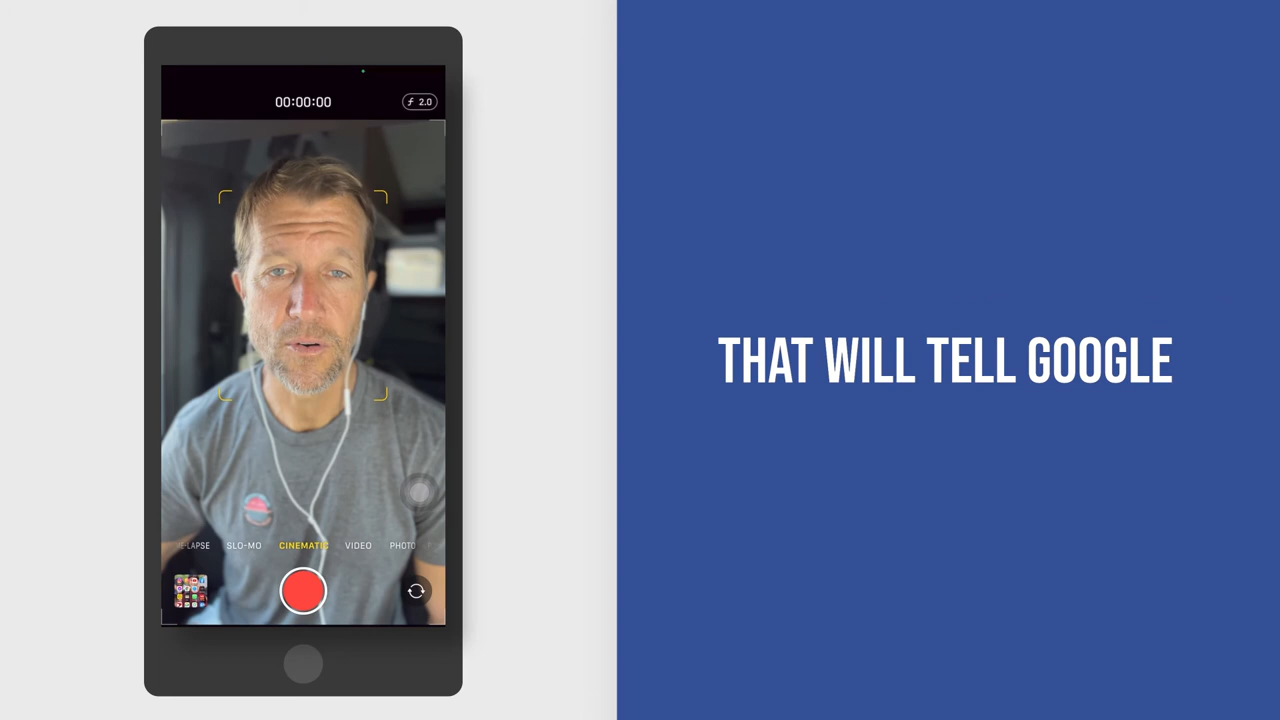 00:00:00
f 2.0
SLO-MO
CINEMATIC
VIDEO
PHOTO
THAT WILL TELL GOOGLE